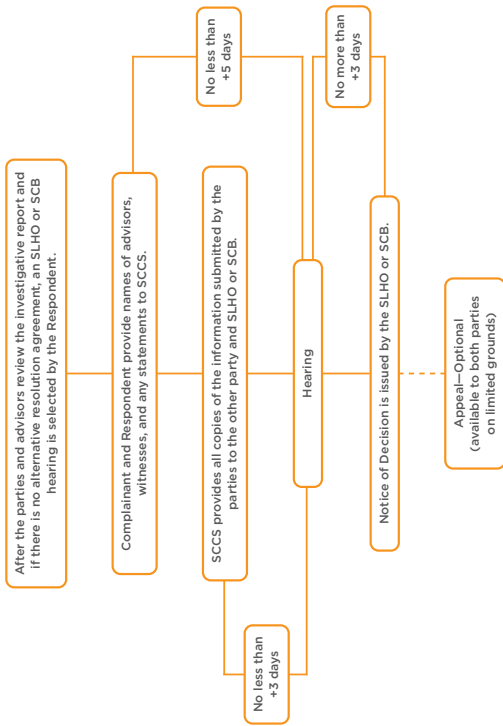 After the parties and advisors review the investigative report and
if there is no alternative resolution agreement, an SLHO or SCB
hearing is selected by the Respondent.
Complainant and Respondent provide names of advisors,
witnesses, and any statements to SCCS.
No less than
+5 days
SCCS provides all copies of the information submitted by the
parties to the other party and SLHO or SCB.
No less than
+3 days
Hearing
No more than
+3 days
Notice of Decision is issued by the SLHO or SCB.
Appeal—Optional
(available to both parties
on limited grounds)